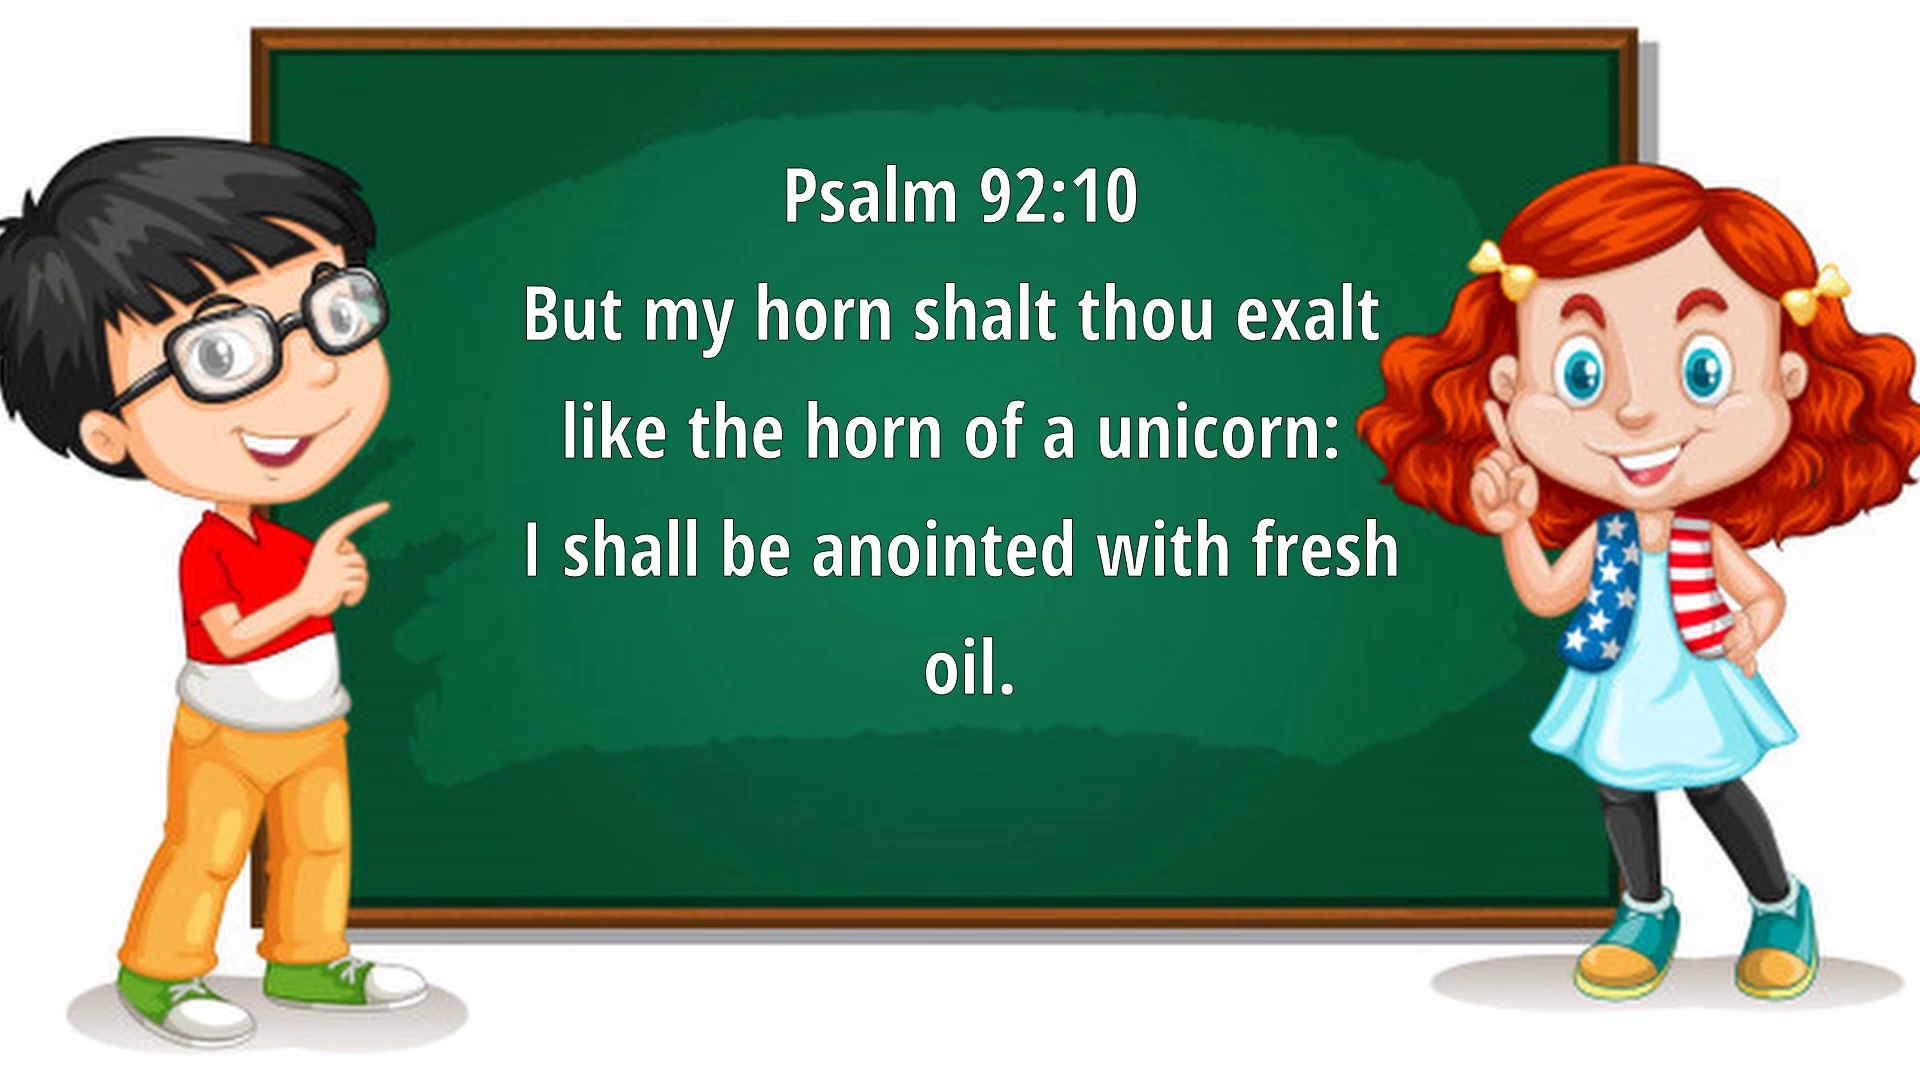 Psalm 92:10
But my horn shalt thou exalt
like the horn of a unicorn:
I shall be anointed with fresh
oil.